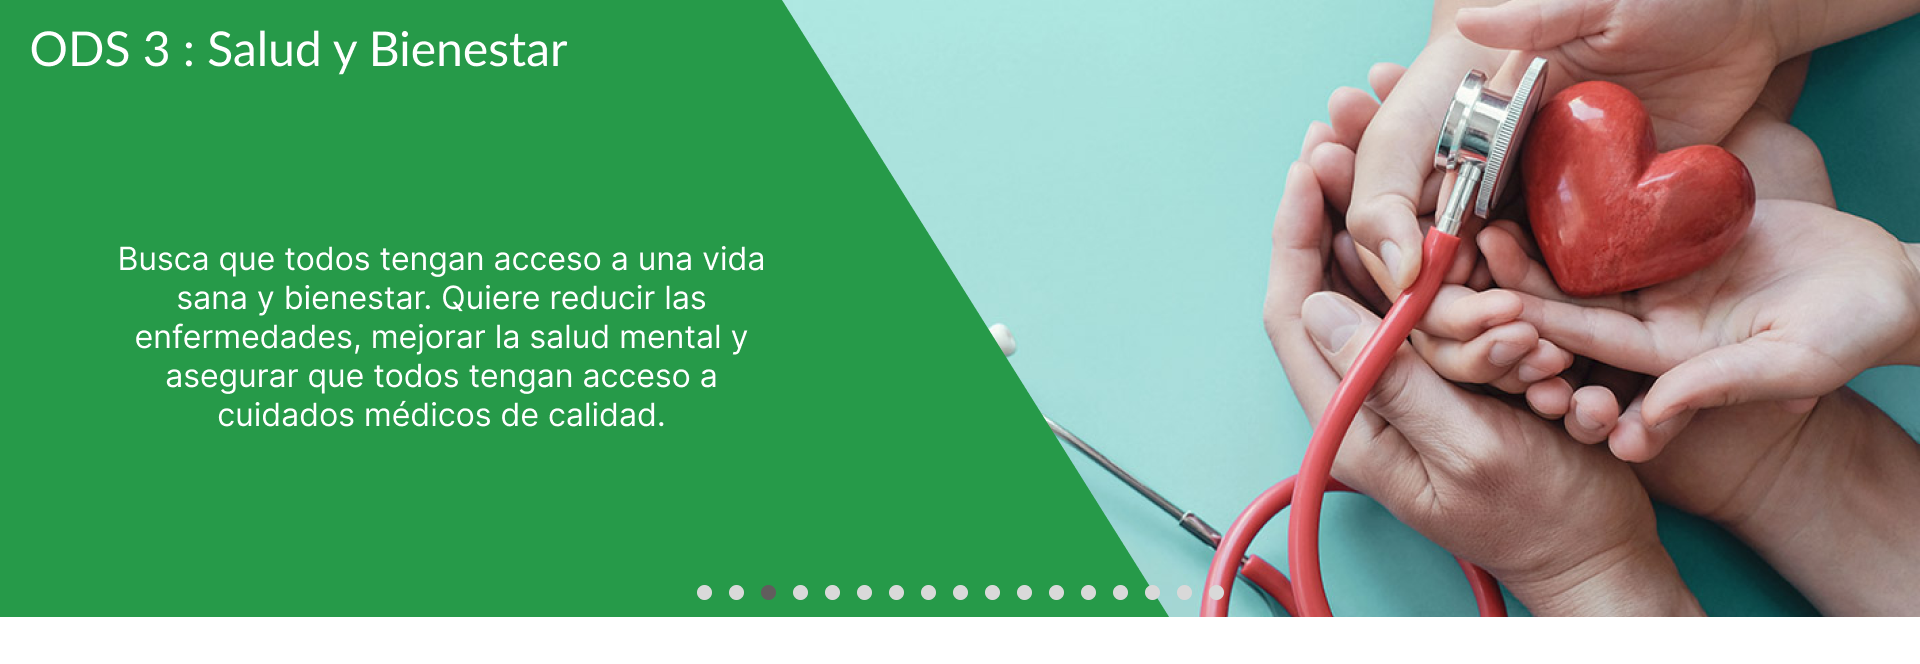 ODS 3 : Salud y Bienestar
Busca que todos tengan acceso a una vida
sana y bienestar. Quiere reducir las
enfermedades, mejorar la salud mental y
asegurar que todos tengan acceso a
cuidados médicos de calidad.